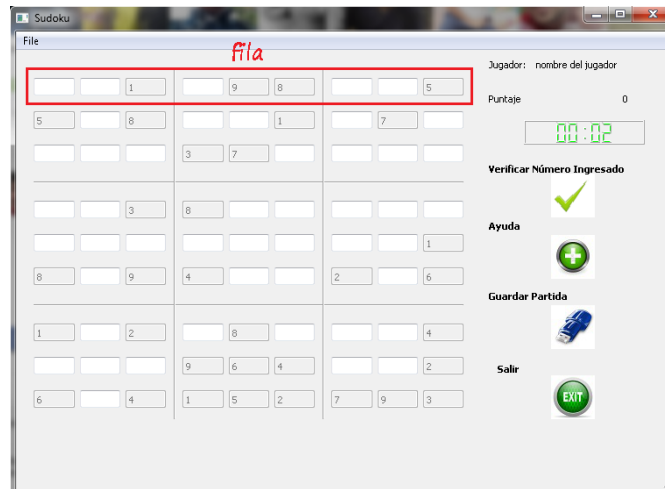 Sudoku
File
fila
1 9 8 5
5 8 1 7
3 7
3 8
1
8 9 4 2 6
1 2 8 4
9 6 4 2
6 4 1 5 2 7 9 3
Jugador: nombre del jugador
Puntaje 0
00:02
Verificar Número Ingresado
Ayuda
Guardar Partida
Salir
EXIT